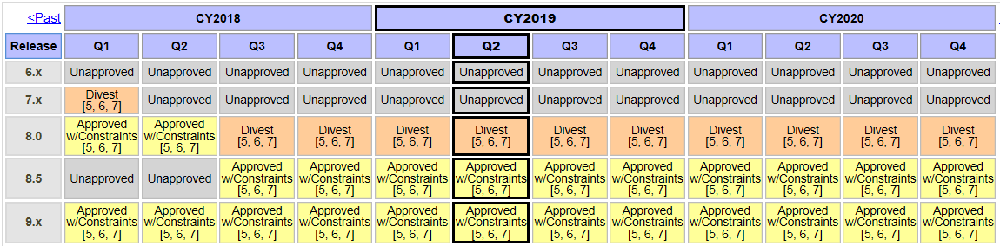 <Past CY2018 CY2019 CY2020
Release Q1 Q2 Q3 Q4 Q1 Q2 Q3 Q4 Q1 Q2 Q3 Q4
6.x Unapproved Unapproved Unapproved Unapproved Unapproved Unapproved Unapproved Unapproved Unapproved Unapproved Unapproved Unapproved
7.x Divest [5, 6, 7] Unapproved Unapproved Unapproved Unapproved Unapproved Unapproved Unapproved Unapproved Unapproved Unapproved Unapproved
8.0 Approved w/Constraints [5, 6, 7] Approved w/Constraints [5, 6, 7] Divest [5, 6, 7] Divest [5, 6, 7] Divest [5, 6, 7] Divest [5, 6, 7] Divest [5, 6, 7] Divest [5, 6, 7] Divest [5, 6, 7] Divest [5, 6, 7] Divest [5, 6, 7] Divest [5, 6, 7]
8.5 Unapproved Unapproved Approved w/Constraints [5, 6, 7] Approved w/Constraints [5, 6, 7] Approved w/Constraints [5, 6, 7] Approved w/Constraints [5, 6, 7] Approved w/Constraints [5, 6, 7] Approved w/Constraints [5, 6, 7] Approved w/Constraints [5, 6, 7] Approved w/Constraints [5, 6, 7] Approved w/Constraints [5, 6, 7] Approved w/Constraints [5, 6, 7]
9.x Approved w/Constraints [5, 6, 7] Approved w/Constraints [5, 6, 7] Approved w/Constraints [5, 6, 7] Approved w/Constraints [5, 6, 7] Approved w/Constraints [5, 6, 7] Approved w/Constraints [5, 6, 7] Approved w/Constraints [5, 6, 7] Approved w/Constraints [5, 6, 7] Approved w/Constraints [5, 6, 7] Approved w/Constraints [5, 6, 7] Approved w/Constraints [5, 6, 7] Approved w/Constraints [5, 6, 7]